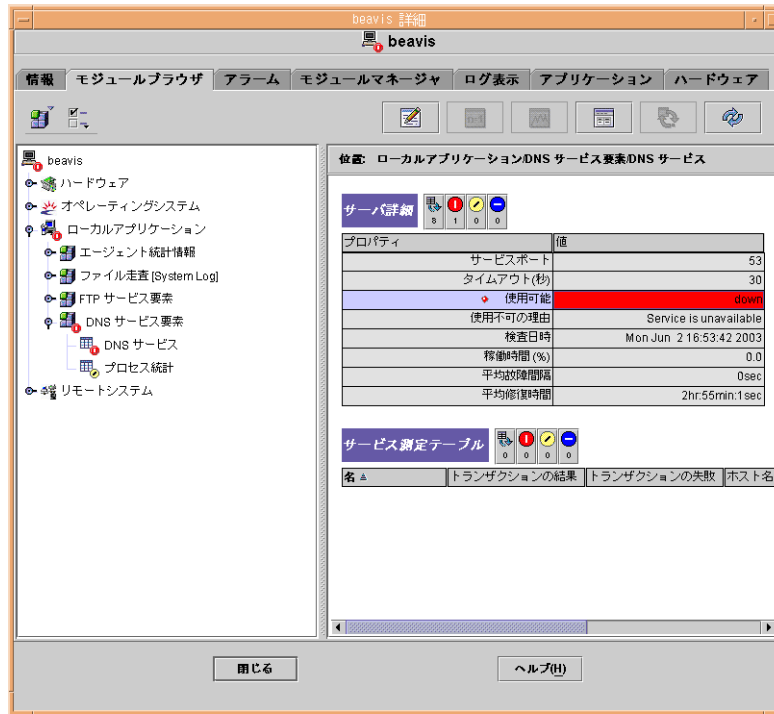 beavis 詳細
beavis
情報 モジュールブラウザ アラーム モジュールマネージャ ログ表示 アプリケーション ハードウェア
beavis
ハードウェア
オペレーティングシステム
ローカルアプリケーション
エージェント統計情報
ファイル走査 [System Log]
FTP サービス要素
DNS サービス要素
DNS サービス
プロセス統計
リモートシステム
位置: ローカルアプリケーション/DNS サービス要素/DNS サービス
サーバ詳細 8 1 0 0
プロパティ 値
サービスポート 53
タイムアウト(秒) 30
使用可能 down
使用不可の理由 Service is unavailable
検査日時 Mon Jun 2 16:53:42 2003
稼働時間 (%) 0.0
平均故障間隔 0sec
平均修復時間 2hr:55min:1sec
サービス測定テーブル 0 0 0 0
名 トランザクションの結果 トランザクションの失敗 ホスト名
閉じる ヘルプ(H)